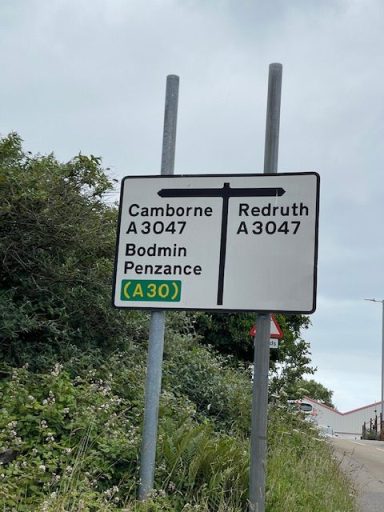 Camborne
A3047
Bodmin
Penzance
(A30)
Redruth
A3047